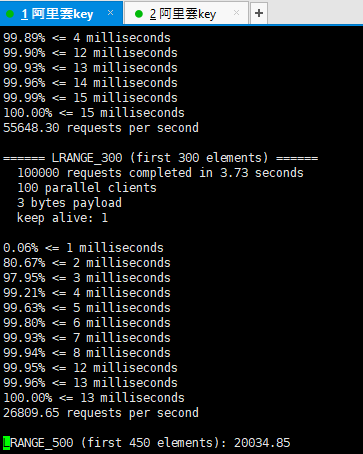 1 阿里雲key × 2 阿里雲key × +
99.89% <= 4 milliseconds
99.90% <= 12 milliseconds
99.93% <= 13 milliseconds
99.96% <= 14 milliseconds
99.99% <= 15 milliseconds
100.00% <= 15 milliseconds
55648.30 requests per second
====== LRANGE_300 (first 300 elements) ======
100000 requests completed in 3.73 seconds
100 parallel clients
3 bytes payload
keep alive: 1
0.06% <= 1 milliseconds
80.67% <= 2 milliseconds
97.95% <= 3 milliseconds
99.21% <= 4 milliseconds
99.63% <= 5 milliseconds
99.80% <= 6 milliseconds
99.93% <= 7 milliseconds
99.94% <= 8 milliseconds
99.95% <= 12 milliseconds
99.96% <= 13 milliseconds
100.00% <= 13 milliseconds
26809.65 requests per second
LRANGE_500 (first 450 elements): 20034.85